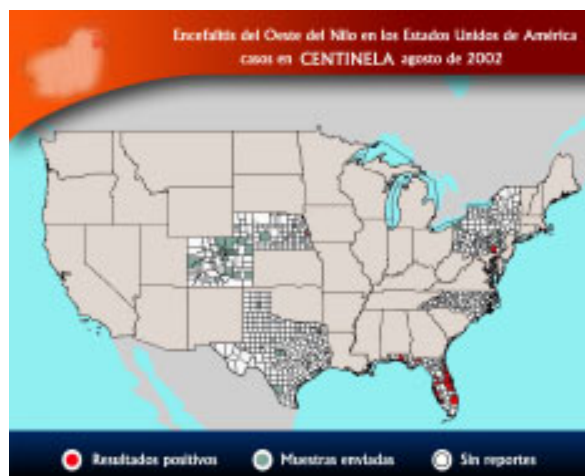 Encefalitis del Oeste del Nilo en los Estados Unidos de América
casos en CENTINELA agosto de 2002
Resultados positivos
Muestras enviadas
Sin reportes